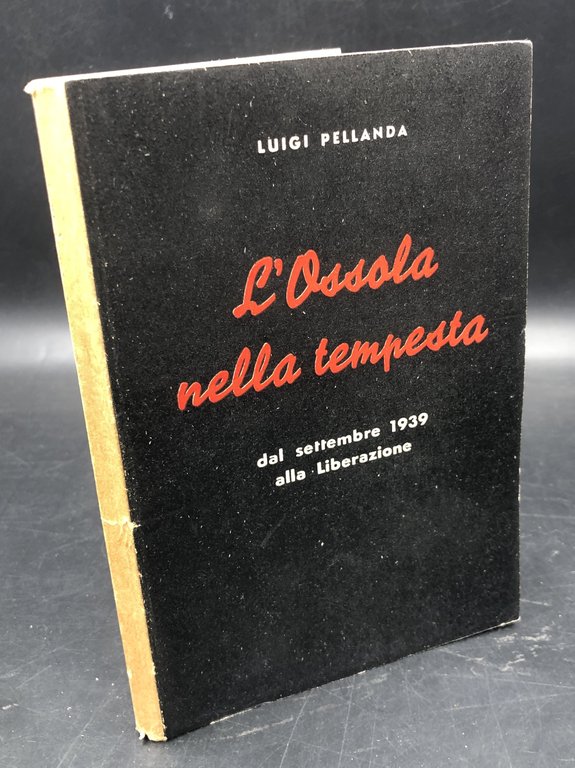 LUIGI PELLANDA
L'Ossola
nella tempesta
dal settembre 1939
alla Liberazione